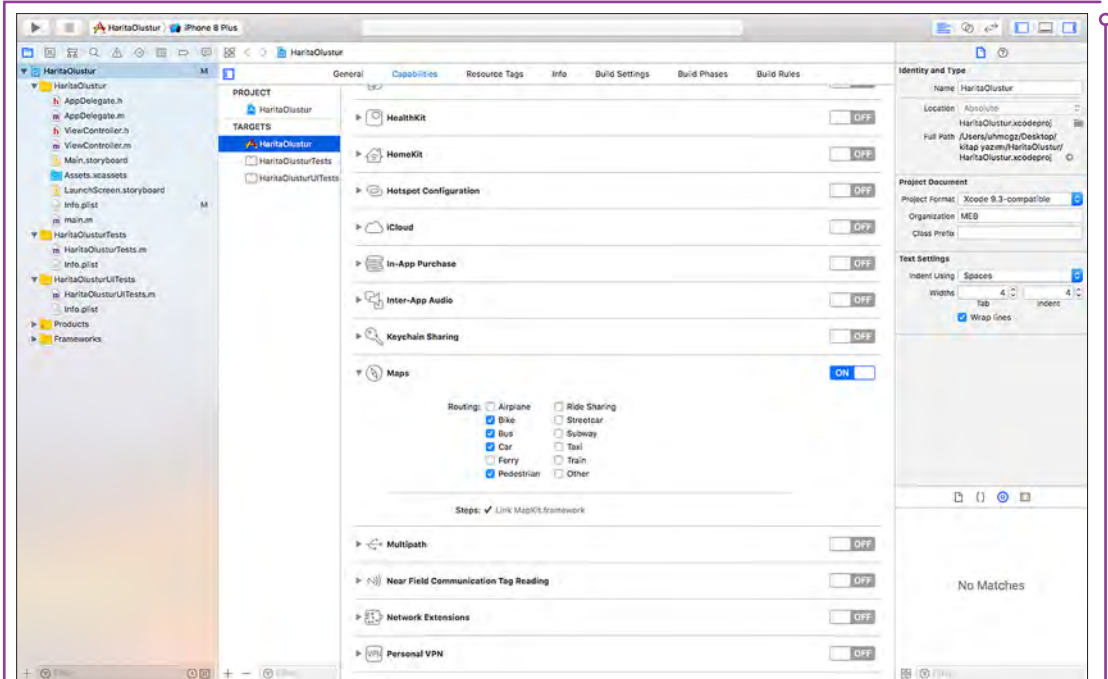 HaritaOlustur
iPhone 8 Plus
HaritaOlustur
HaritaOlustur M
HaritaOlustur
h AppDelegate.h
m AppDelegate.m
h ViewController.h
m ViewController.m
Main.storyboard
Assets.xcassets
LaunchScreen.storyboard
Info.plist M
m main.m
HaritaOlusturTests
m HaritaOlusturTests.m
Info.plist
HaritaOlusturUITests
m HaritaOlusturUITests.m
Info.plist
Products
Frameworks
General Capabilities Resource Tags Info Build Settings Build Phases Build Rules
PROJECT
HaritaOlustur
TARGETS
HaritaOlustur
HaritaOlusturTests
HaritaOlusturUITests
HealthKit OFF
HomeKit OFF
Hotspot Configuration OFF
iCloud OFF
In-App Purchase OFF
Inter-App Audio OFF
Keychain Sharing OFF
Maps ON
Routing: Airplane Ride Sharing
Bike Streetcar
Bus Subway
Car Taxi
Ferry Train
Pedestrian Other
Steps: ✓ Link MapKit.framework
Multipath OFF
Near Field Communication Tag Reading OFF
Network Extensions OFF
VPN Personal VPN OFF
Identity and Type
Name HaritaOlustur
Location Absolute
HaritaOlustur.xcodeproj
Full Path /Users/uhmcgz/Desktop/
kitap yazım/HaritaOlustur/
HaritaOlustur.xcodeproj
Project Document
Project Format Xcode 9.3-compatible
Organization MEB
Class Prefix
Text Settings
Indent Using Spaces
Widths 4 4
Tab Indent
Wrap lines
No Matches
Filter
Filter
Filter